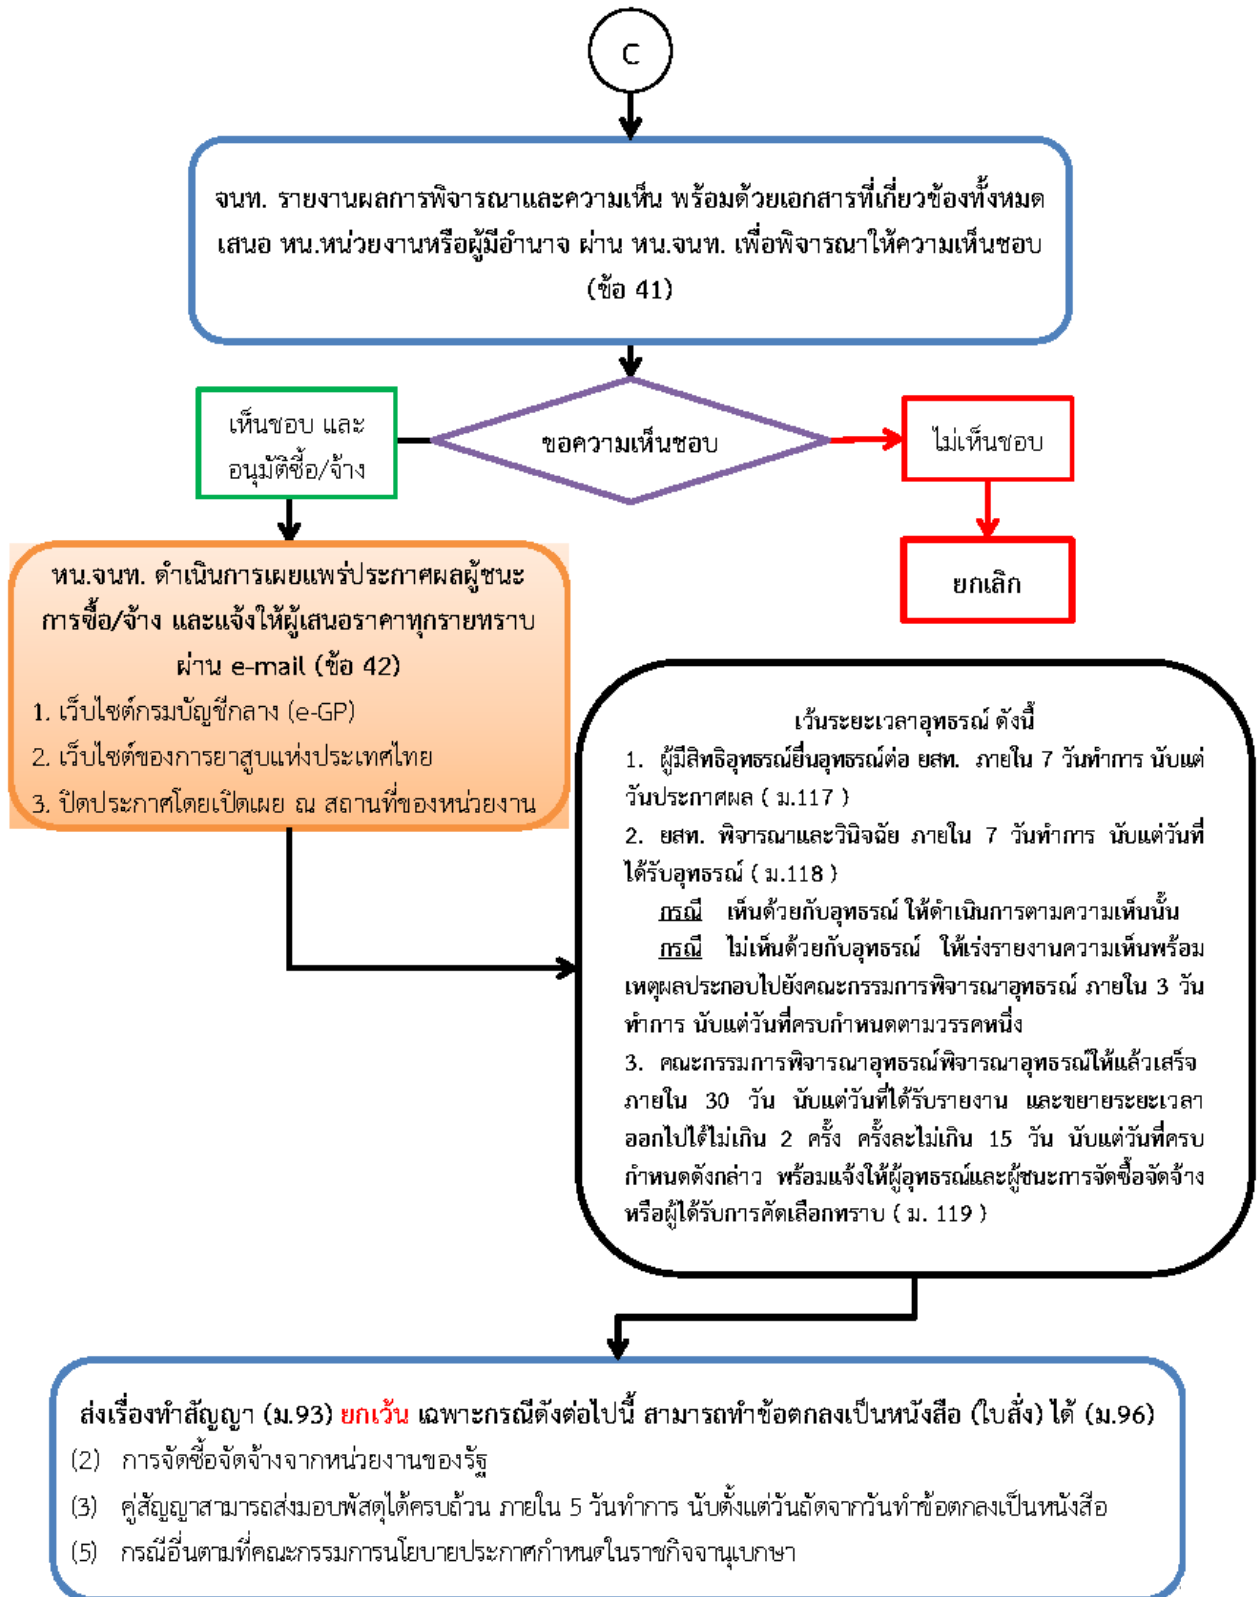 C
จนท. รายงานผลการพิจารณาและความเห็น พร้อมด้วยเอกสารที่เกี่ยวข้องทั้งหมด
เสนอ หน.หน่วยงานหรือผู้มีอำนาจ ผ่าน หน.จนท. เพื่อพิจารณาให้ความเห็นชอบ
(ข้อ 41)
เห็นชอบ และ
อนุมัติซื้อ/จ้าง
ขอความเห็นชอบ
ไม่เห็นชอบ
ยกเลิก
หน.จนท. ดำเนินการเผยแพร่ประกาศผลผู้ชนะ
การซื้อ/จ้าง และแจ้งให้ผู้เสนอราคาทุกรายทราบ
ผ่าน e-mail (ข้อ 42)
1. เว็บไซต์กรมบัญชีกลาง (e-GP)
2. เว็บไซต์ของการยาสูบแห่งประเทศไทย
3. ปิดประกาศโดยเปิดเผย ณ สถานที่ของหน่วยงาน
เว้นระยะเวลาอุทธรณ์ ดังนี้
1. ผู้มีสิทธิอุทธรณ์ยื่นอุทธรณ์ต่อ ยสท. ภายใน 7 วันทำการ นับแต่
วันประกาศผล ( ม.117 )
2. ยสท. พิจารณาและวินิจฉัย ภายใน 7 วันทำการ นับแต่วันที่
ได้รับอุทธรณ์ ( ม.118 )
กรณี เห็นด้วยกับอุทธรณ์ ให้ดำเนินการตามความเห็นนั้น
กรณี ไม่เห็นด้วยกับอุทธรณ์ ให้เร่งรายงานความเห็นพร้อม
เหตุผลประกอบไปยังคณะกรรมการพิจารณาอุทธรณ์ ภายใน 3 วัน
ทำการ นับแต่วันที่ครบกำหนดตามวรรคหนึ่ง
3. คณะกรรมการพิจารณาอุทธรณ์พิจารณาอุทธรณ์ให้แล้วเสร็จ
ภายใน 30 วัน นับแต่วันที่ได้รับรายงาน และขยายระยะเวลา
ออกไปได้ไม่เกิน 2 ครั้ง ครั้งละไม่เกิน 15 วัน นับแต่วันที่ครบ
กำหนดดังกล่าว พร้อมแจ้งให้ผู้อุทธรณ์และผู้ชนะการจัดซื้อจัดจ้าง
หรือผู้ได้รับการคัดเลือกทราบ ( ม. 119 )
ส่งเรื่องทำสัญญา (ม.93) ยกเว้น เฉพาะกรณีดังต่อไปนี้ สามารถทำข้อตกลงเป็นหนังสือ (ใบสั่ง) ได้ (ม.96)
(2) การจัดซื้อจัดจ้างจากหน่วยงานของรัฐ
(3) คู่สัญญาสามารถส่งมอบพัสดุได้ครบถ้วน ภายใน 5 วันทำการ นับตั้งแต่วันถัดจากวันทำข้อตกลงเป็นหนังสือ
(5) กรณีอื่นตามที่คณะกรรมการนโยบายประกาศกำหนดในราชกิจจานุเบกษา